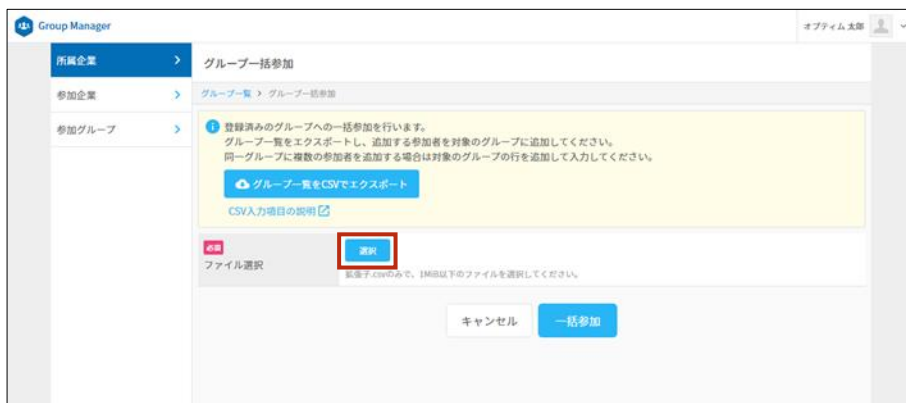 Group Manager
オプティム 太郎
所属企業
参加企業
参加グループ
グループ一括参加
グループ一覧 > グループ一括参加
登録済みのグループへの一括参加を行います。
グループ一覧をエクスポートし、追加する参加者を対象のグループに追加してください。
同一グループに複数の参加者を追加する場合は対象のグループの行を追加して入力してください。
グループ一覧をCSVでエクスポート
CSV入力項目の説明
必須
ファイル選択
選択
拡張子.csvのみで、1MiB以下のファイルを選択してください。
キャンセル
一括参加